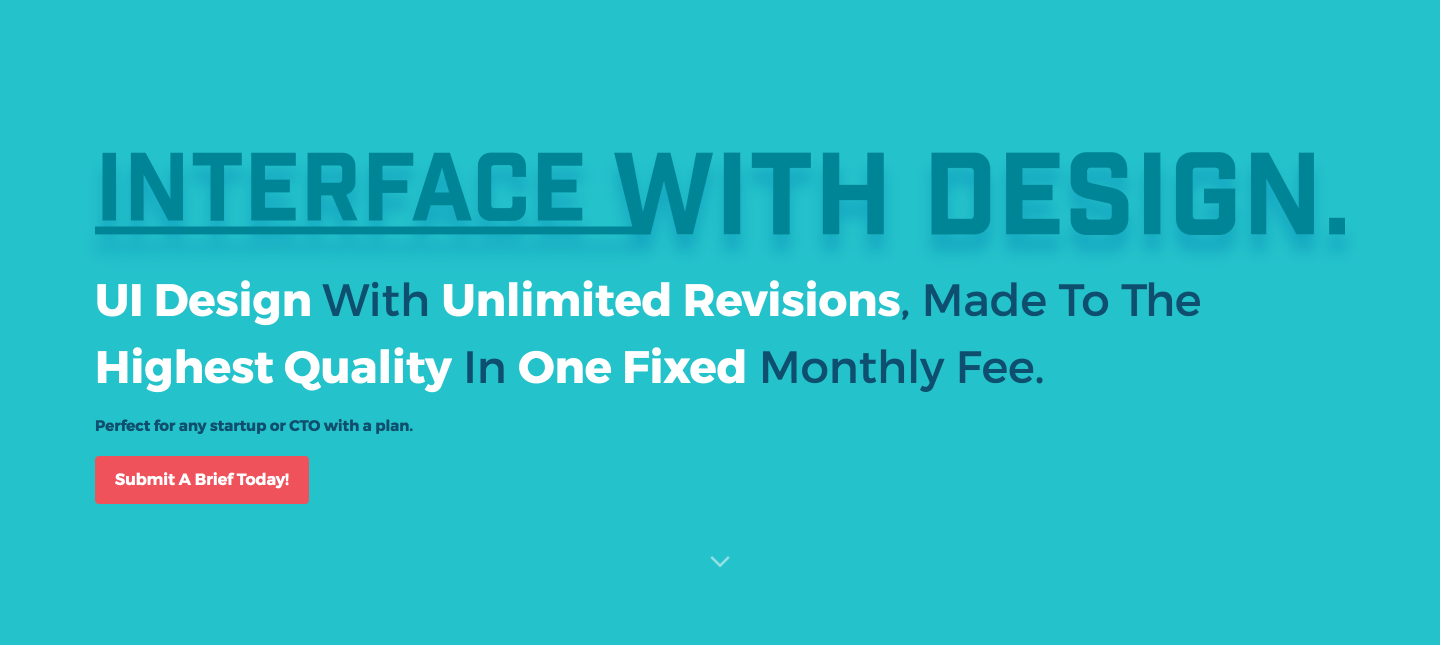 INTERFACE WITH DESIGN.
UI Design With Unlimited Revisions, Made To The
Highest Quality In One Fixed Monthly Fee.
Perfect for any startup or CTO with a plan.
Submit A Brief Today!